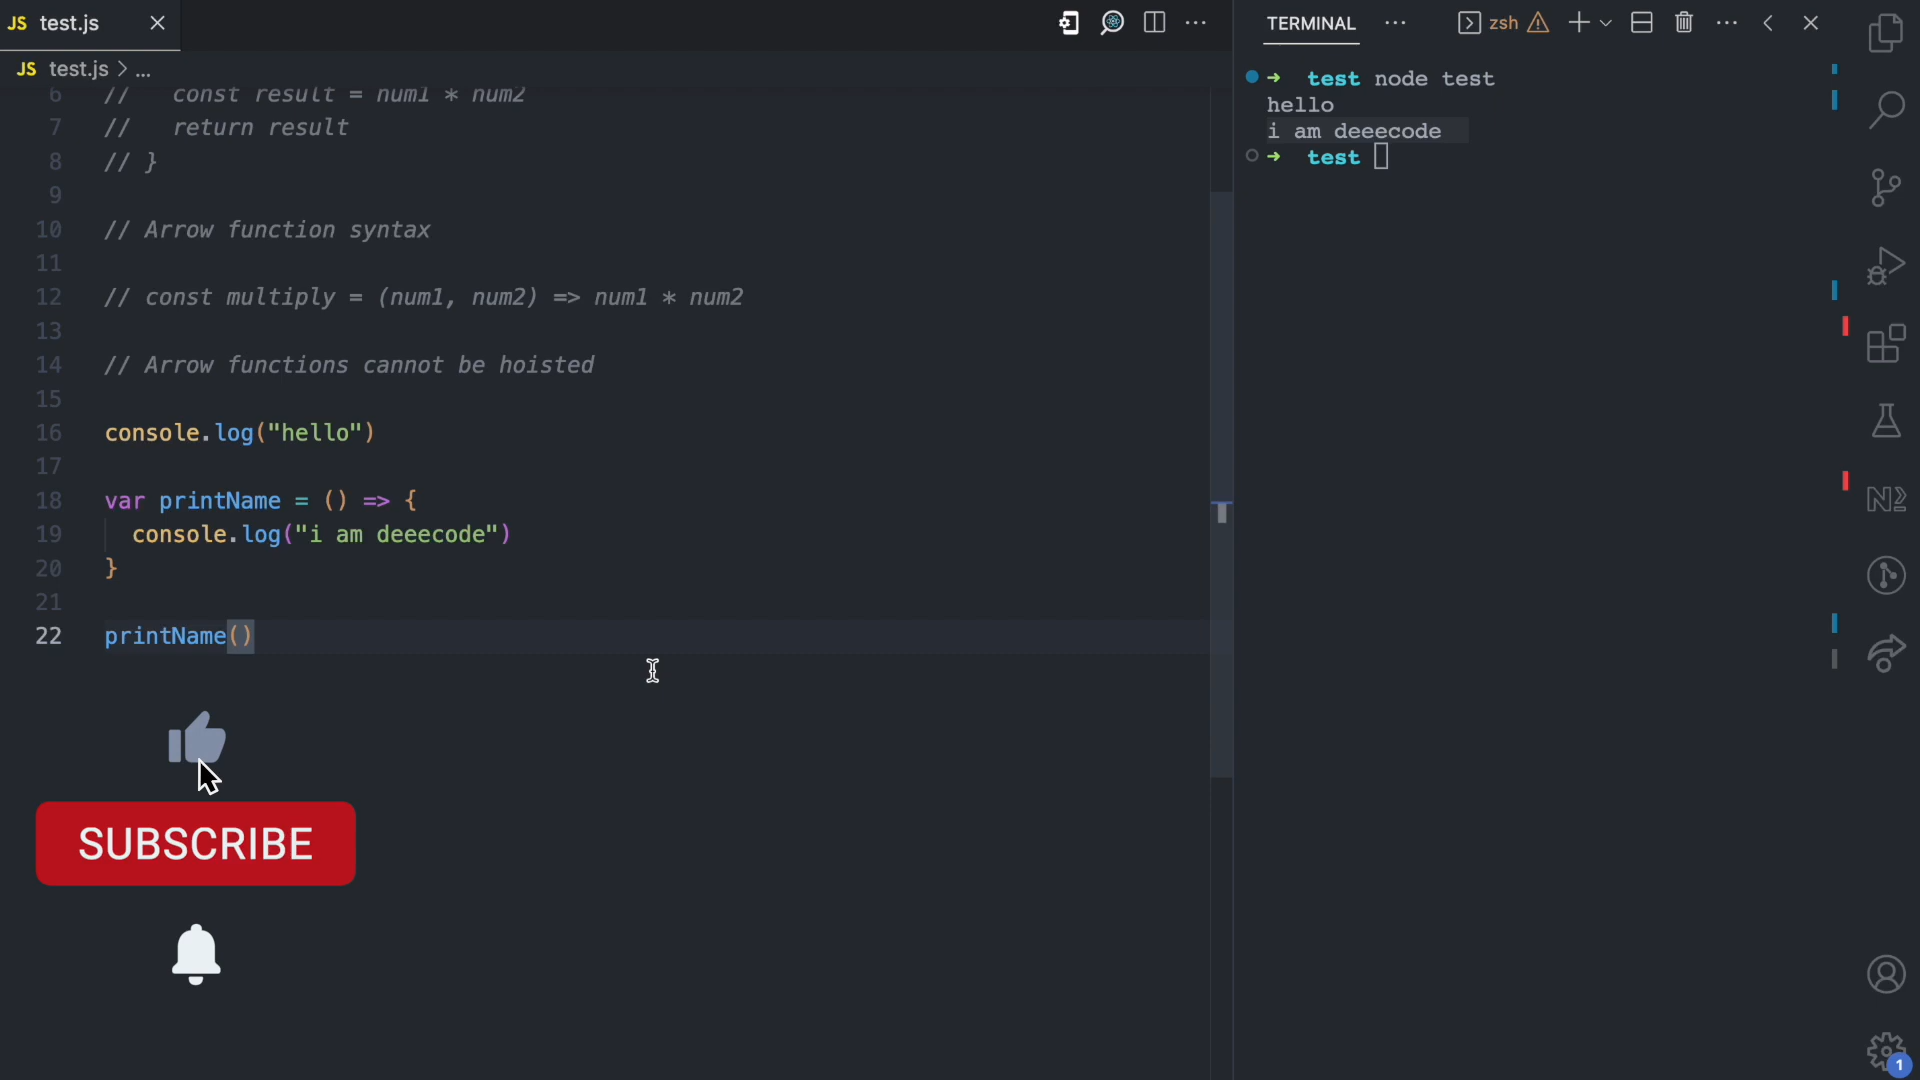 JS test.js
JS test.js > ...
6 //   const result = num1 * num2
7 //   return result
8 // }
9
10 // Arrow function syntax
11
12 // const multiply = (num1, num2) => num1 * num2
13
14 // Arrow functions cannot be hoisted
15
16 console.log("hello")
17
18 var printName = () => {
19   console.log("i am deeecode")
20 }
21
22 printName()
SUBSCRIBE
TERMINAL ... zsh
→ test node test
hello
i am deeecode
→ test
1